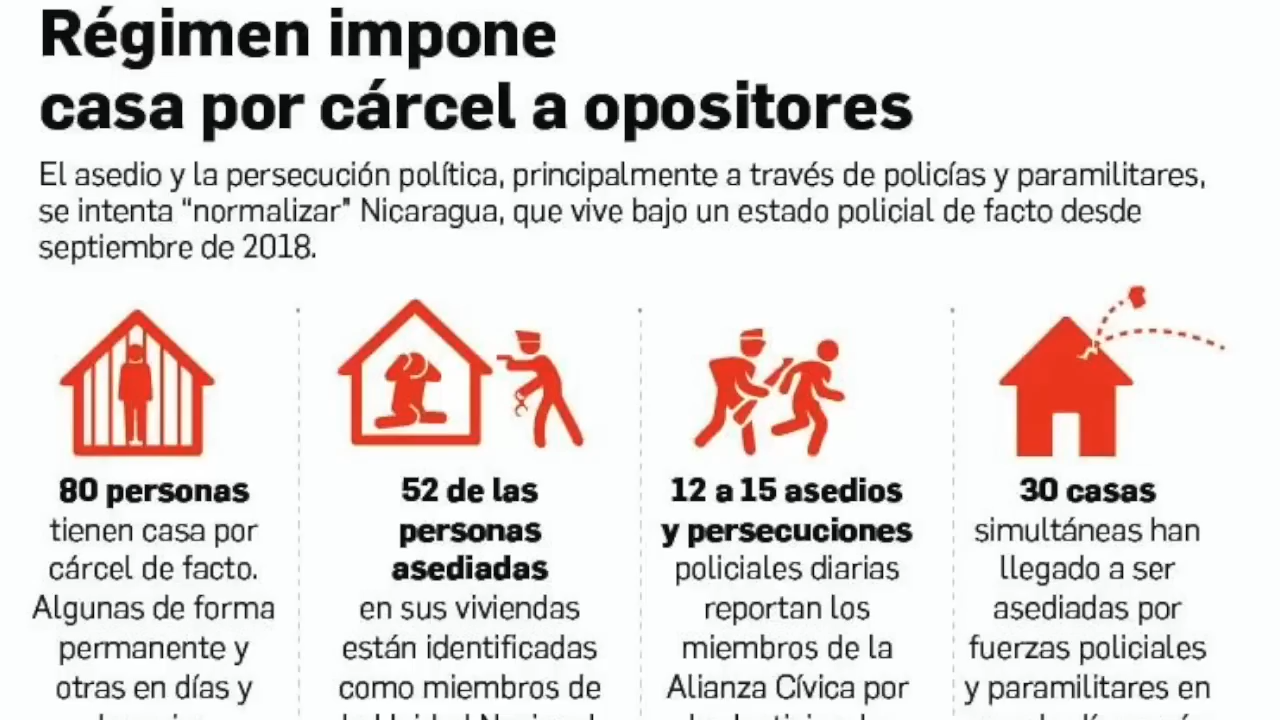 Régimen impone
casa por cárcel a opositores
El asedio y la persecución política, principalmente a través de policías y paramilitares,
se intenta “normalizar” Nicaragua, que vive bajo un estado policial de facto desde
septiembre de 2018.
80 personas
tienen casa por
cárcel de facto.
Algunas de forma
permanente y
otras en días y
52 de las
personas
asediadas
en sus viviendas
están identificadas
como miembros de
la Unidad Nacional
12 a 15 asedios
y persecuciones
policiales diarias
reportan los
miembros de la
Alianza Cívica por
30 casas
simultáneas han
llegado a ser
asediadas por
fuerzas policiales
y paramilitares en